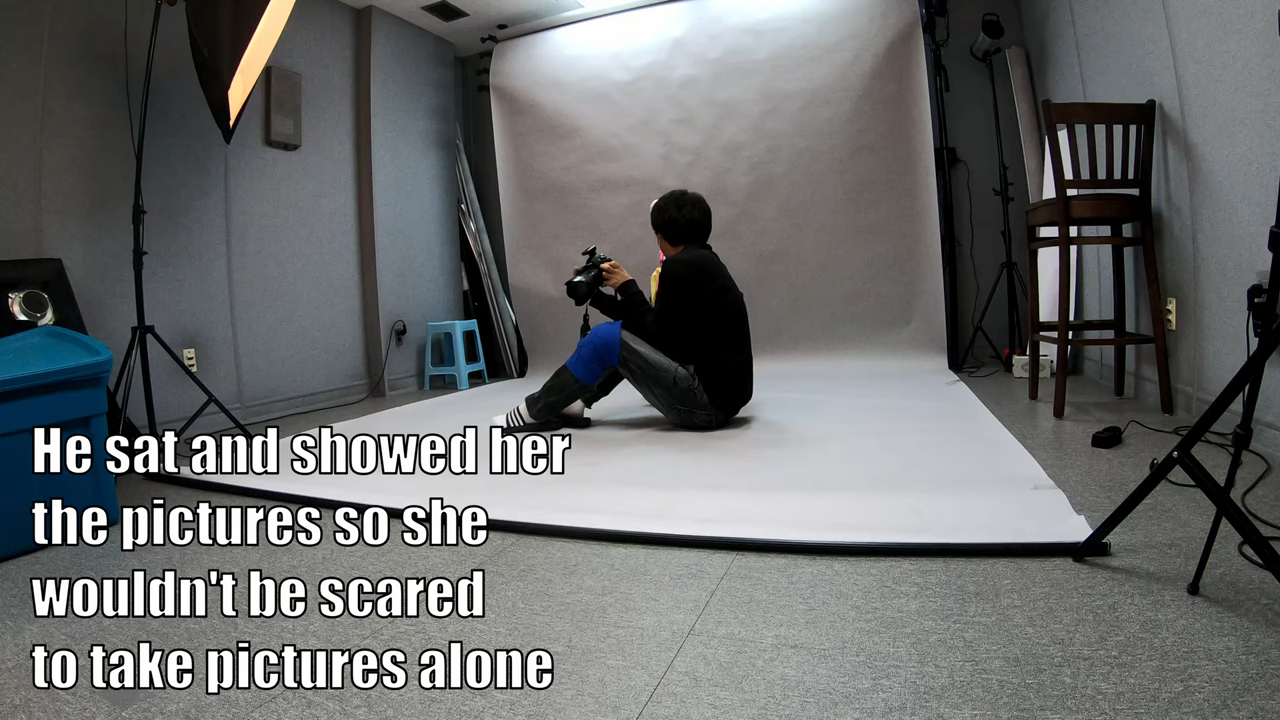 He sat and showed her
the pictures so she
wouldn't be scared
to take pictures alone